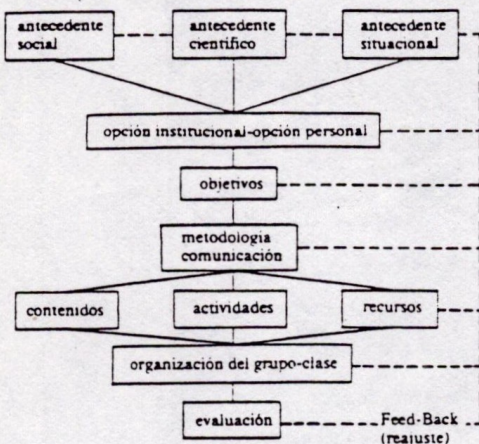 antecedente social
antecedente científico
antecedente situacional
opción institucional-opción personal
objetivos
metodología
comunicación
contenidos
actividades
recursos
organización del grupo-clase
evaluación
Feed-Back
(reajuste)